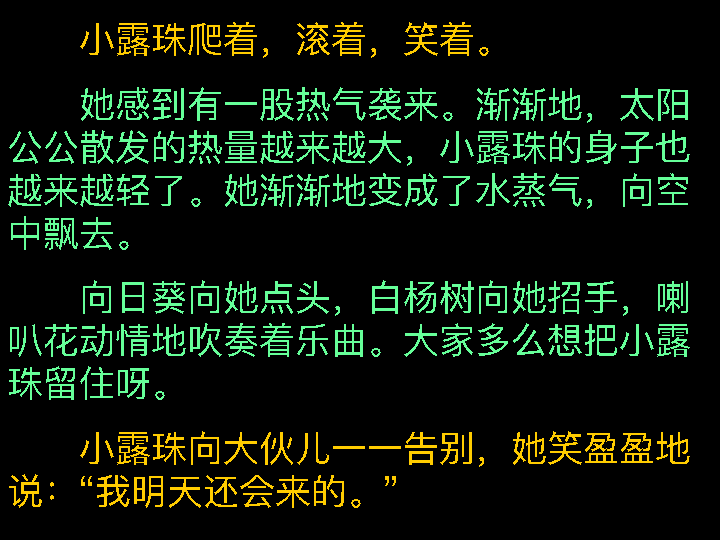 小露珠爬着，滚着，笑着。
她感到有一股热气袭来。渐渐地，太阳
公公散发的热量越来越大，小露珠的身子也
越来越轻了。她渐渐地变成了水蒸气，向空
中飘去。
向日葵向她点头，白杨树向她招手，喇
叭花动情地吹奏着乐曲。大家多么想把小露
珠留住呀。
小露珠向大伙儿一一告别，她笑盈盈地
说：“我明天还会来的。”